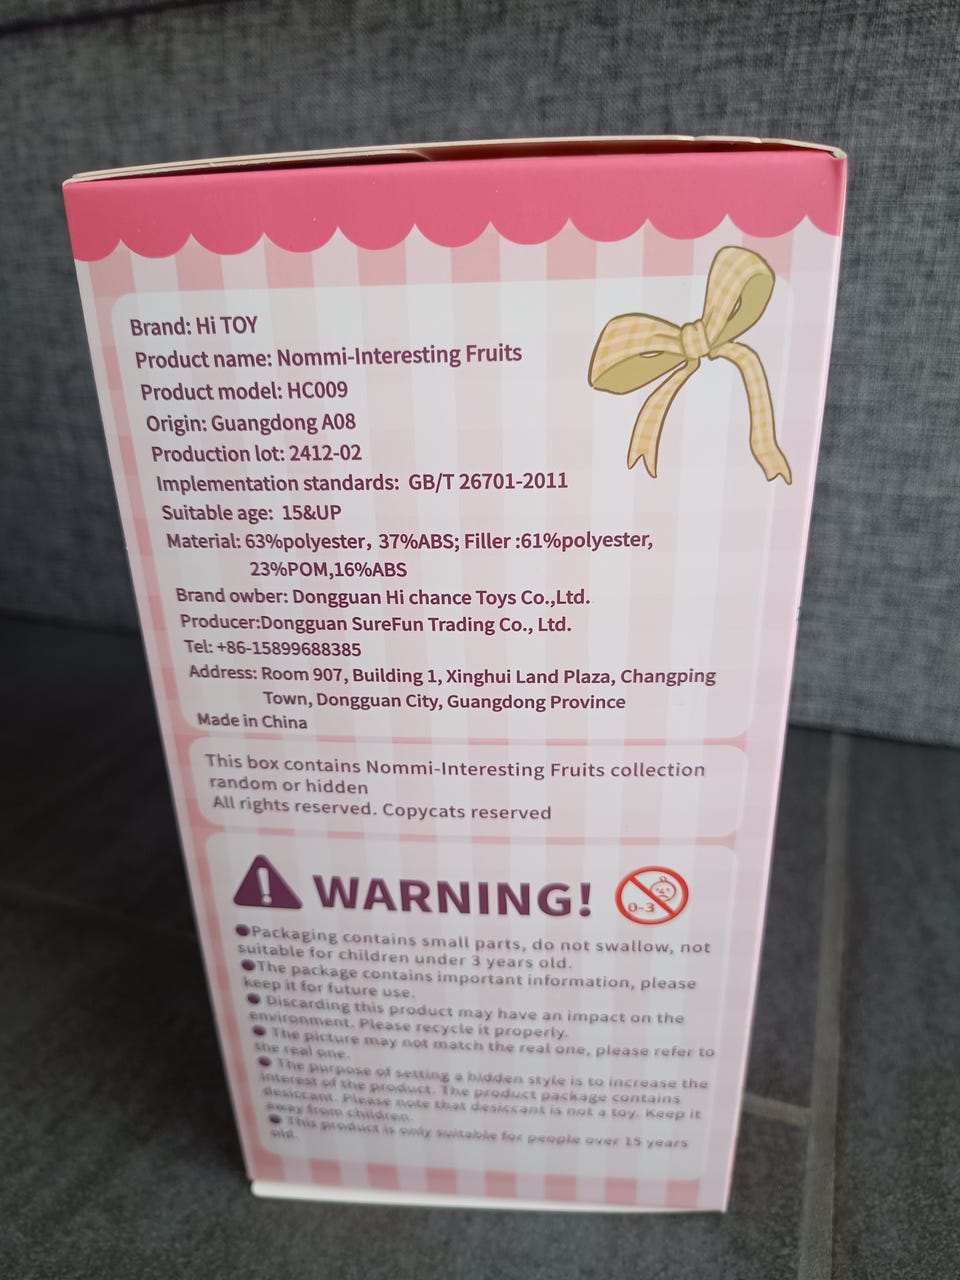 Brand: Hi TOY
Product name: Nommi-Interesting Fruits
Product model: HC009
Origin: Guangdong A08
Production lot: 2412-02
Implementation standards: GB/T 26701-2011
Suitable age: 15&UP
Material: 63%polyester, 37%ABS; Filler :61%polyester,
23%POM,16%ABS
Brand owber: Dongguan Hi chance Toys Co.,Ltd.
Producer:Dongguan SureFun Trading Co., Ltd.
Tel: +86-15899688385
Address: Room 907, Building 1, Xinghui Land Plaza, Changping
Town, Dongguan City, Guangdong Province
Made in China
This box contains Nommi-Interesting Fruits collection
random or hidden
All rights reserved. Copycats reserved
WARNING!
0-3
●Packaging contains small parts, do not swallow, not
suitable for children under 3 years old.
●The package contains important information, please
keep it for future use.
● Discarding this product may have an impact on the
environment. Please recycle it properly.
● The picture may not match the real one, please refer to
the real one.
● The purpose of setting a hidden style is to increase the
interest of the product. The product package contains
desiccant. Please note that desiccant is not a toy. Keep it
away from children.
● This product is only suitable for people over 15 years
old.